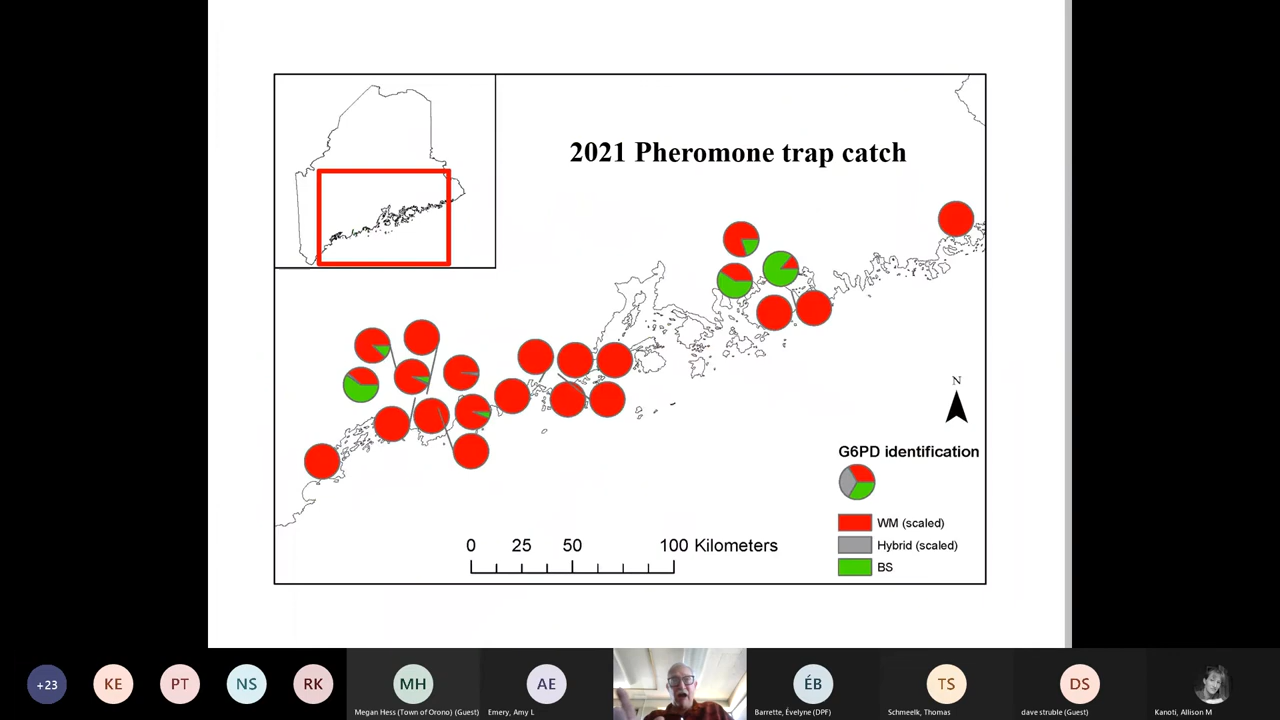 2021 Pheromone trap catch
N
G6PD identification
WM (scaled)
Hybrid (scaled)
BS
0 25 50 100 Kilometers
+23
KE
PT
NS
RK
MH
Megan Hess (Town of Orono) (Guest)
AE
Emery, Amy L
ÉB
Barrette, Évelyne (DPF)
TS
Schmeelk, Thomas
DS
dave struble (Guest)
Kanoti, Allison M